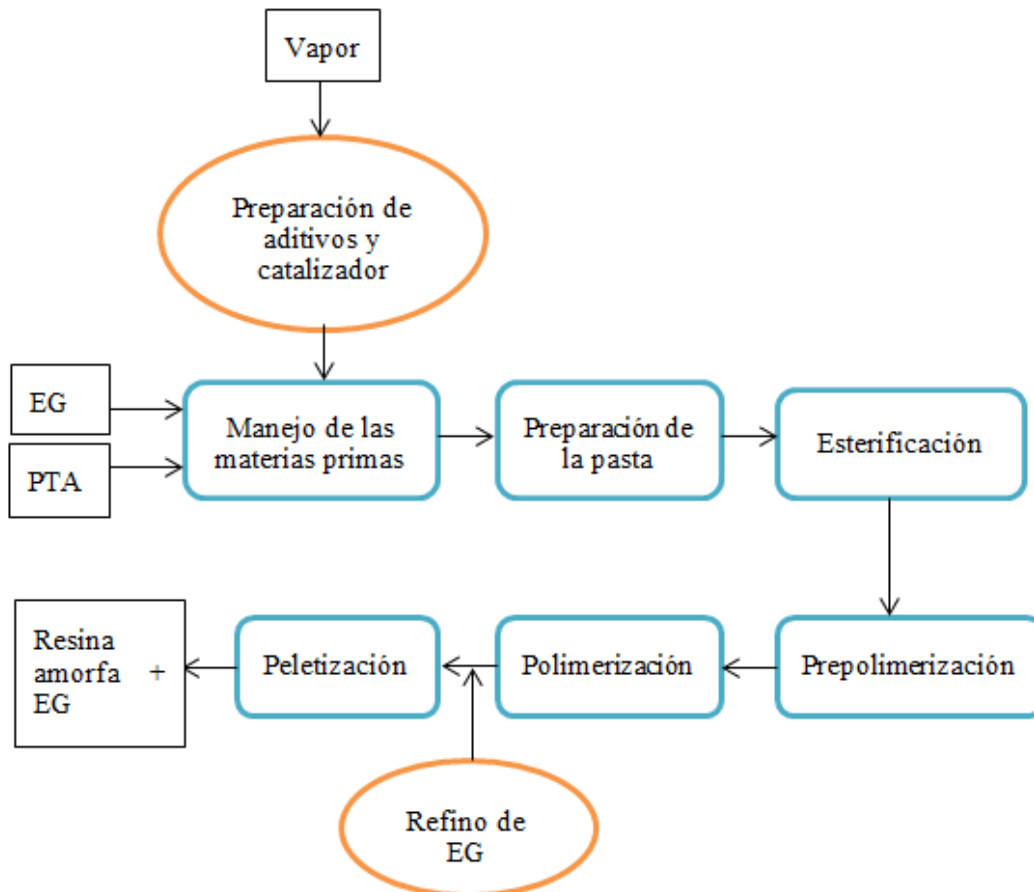 Vapor
Preparación de
aditivos y
catalizador
EG
PTA
Manejo de las
materias primas
Preparación de
la pasta
Esterificación
Prepolimerización
Polimerización
Peletización
Resina
amorfa +
EG
Refino de
EG